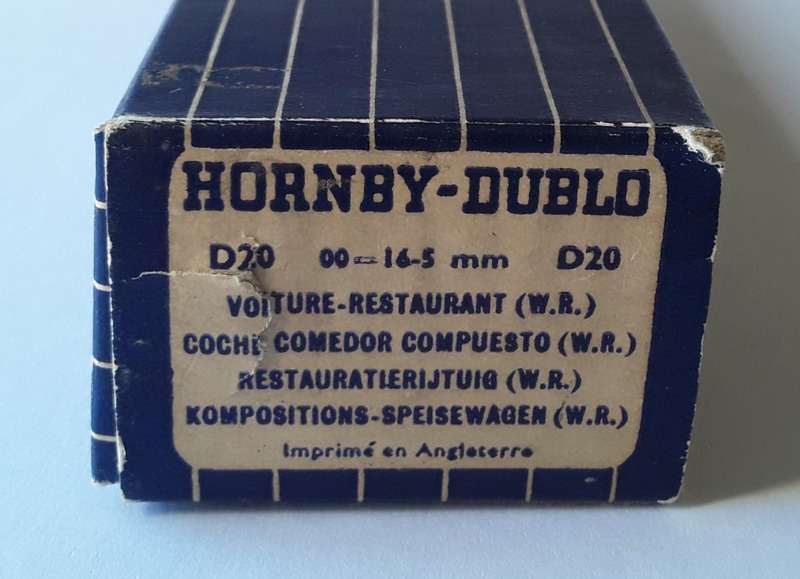 HORNBY-DUBLO
D20 00=16-5 mm D20
VOITURE-RESTAURANT (W.R.)
COCHE COMEDOR COMPUESTO (W.R.)
RESTAURATIERIJTUIG (W.R.)
KOMPOSITIONS-SPEISEWAGEN (W.R.)
Imprimé en Angleterre